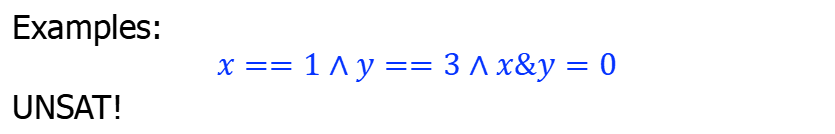 Examples:
x == 1 ∧ y == 3 ∧ x&y = 0
UNSAT!